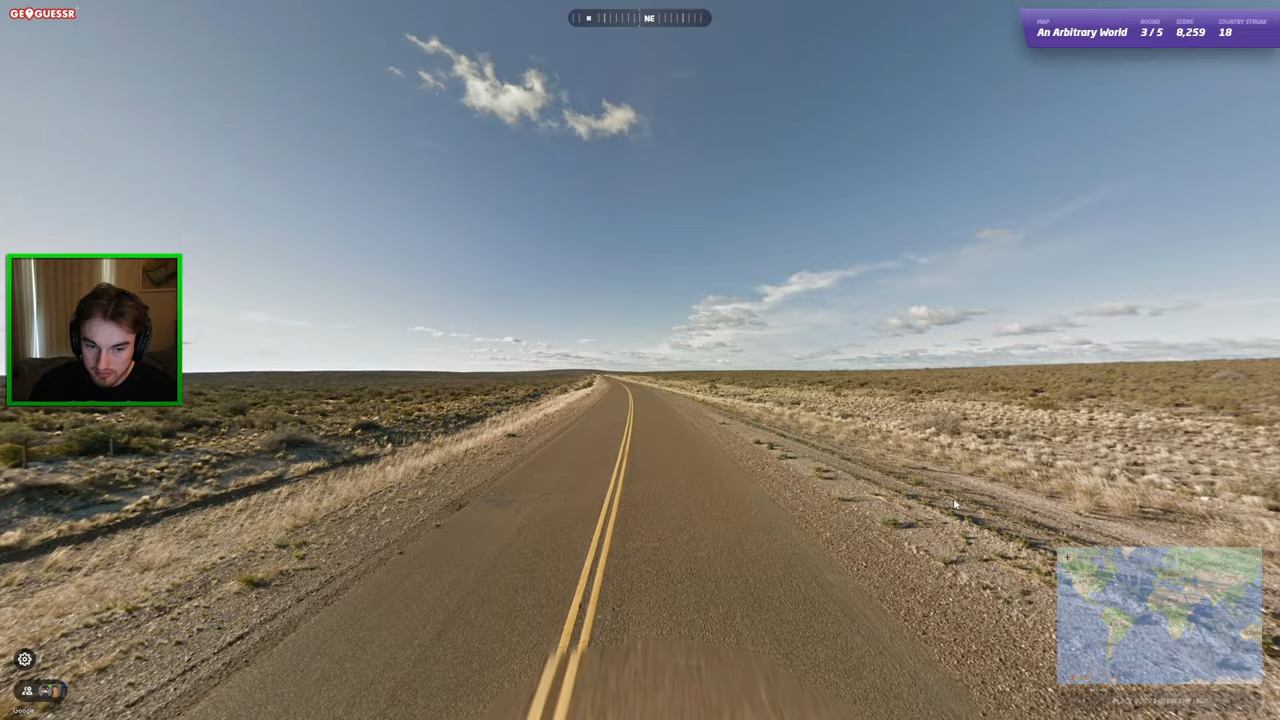 GEOGUESSR
N
NE
MAP
An Arbitrary World
ROUND
3 / 5
SCORE
8,259
COUNTRY STREAK
18
Google